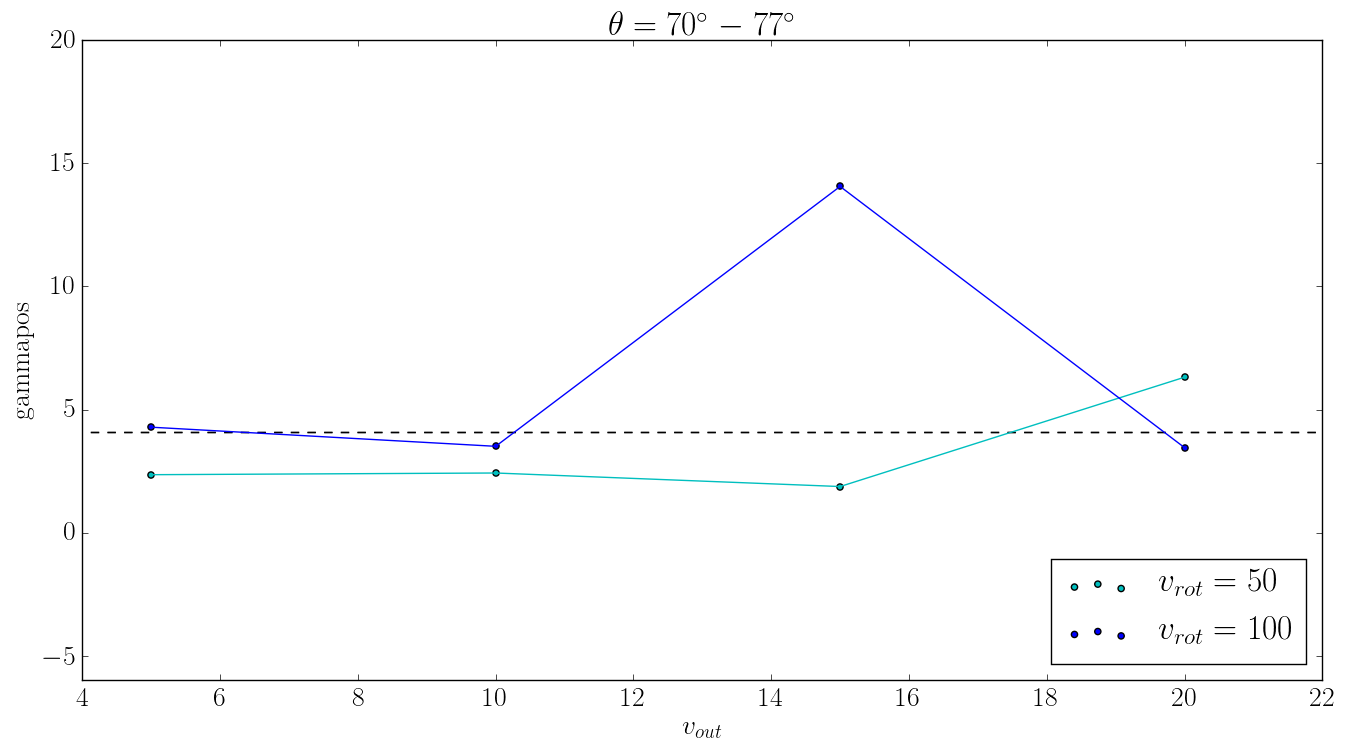 θ = 70° − 77°
20
15
10
5
0
−5
gammapos
4 6 8 10 12 14 16 18 20 22
v_out
v_rot = 50
v_rot = 100